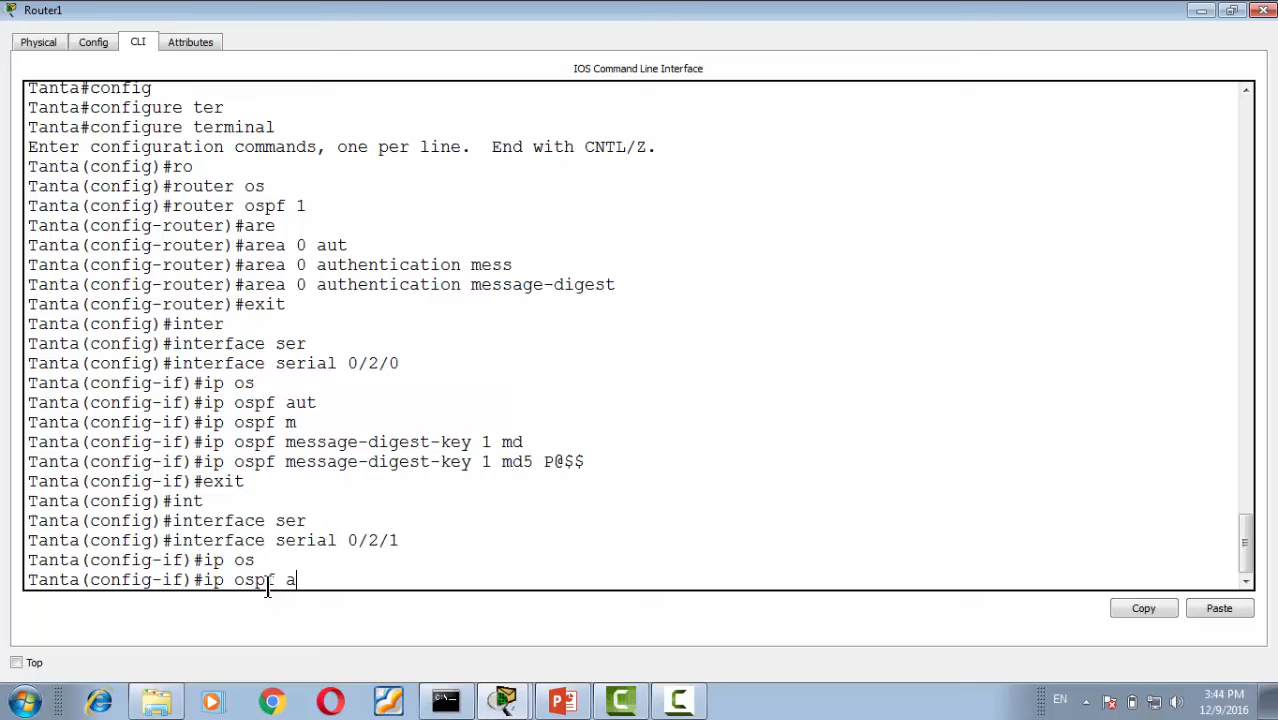 Router1
Physical
Config
CLI
Attributes
IOS Command Line Interface
Tanta#config
Tanta#configure ter
Tanta#configure terminal
Enter configuration commands, one per line.  End with CNTL/Z.
Tanta(config)#ro
Tanta(config)#router os
Tanta(config)#router ospf 1
Tanta(config-router)#are
Tanta(config-router)#area 0 aut
Tanta(config-router)#area 0 authentication mess
Tanta(config-router)#area 0 authentication message-digest
Tanta(config-router)#exit
Tanta(config)#inter
Tanta(config)#interface ser
Tanta(config)#interface serial 0/2/0
Tanta(config-if)#ip os
Tanta(config-if)#ip ospf aut
Tanta(config-if)#ip ospf m
Tanta(config-if)#ip ospf message-digest-key 1 md
Tanta(config-if)#ip ospf message-digest-key 1 md5 P@$$
Tanta(config-if)#exit
Tanta(config)#int
Tanta(config)#interface ser
Tanta(config)#interface serial 0/2/1
Tanta(config-if)#ip os
Tanta(config-if)#ip ospf a
Copy
Paste
Top
EN
3:44 PM
12/9/2016